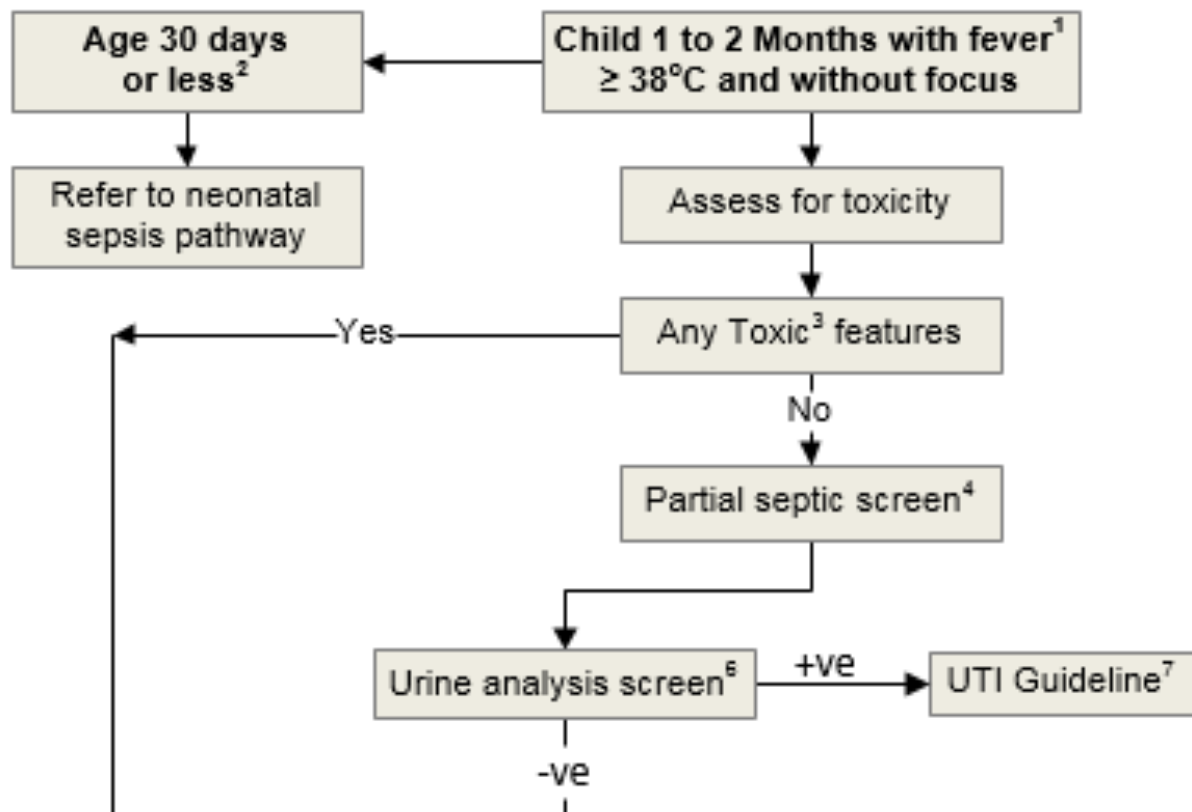 Age 30 days
or less²
Child 1 to 2 Months with fever¹
≥ 38°C and without focus
Refer to neonatal
sepsis pathway
Assess for toxicity
Yes
Any Toxic³ features
No
Partial septic screen⁴
Urine analysis screen⁶
+ve
UTI Guideline⁷
-ve